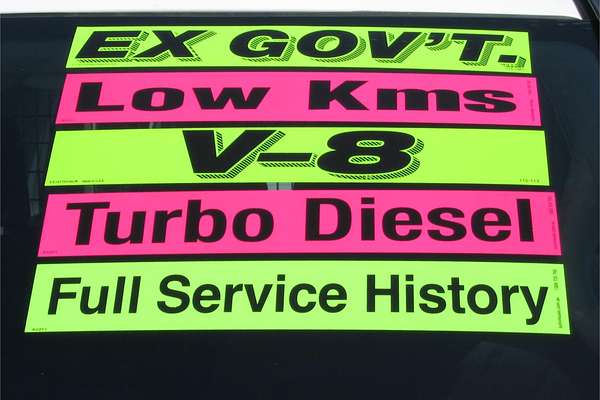 EX GOV'T.
Low Kms
V-8
Turbo Diesel
Full Service History